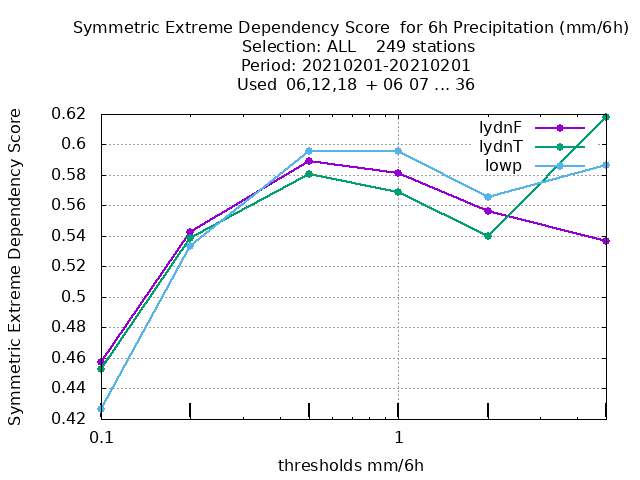 Symmetric Extreme Dependency Score for 6h Precipitation (mm/6h)
Selection: ALL 249 stations
Period: 20210201-20210201
Used 06,12,18 + 06 07 ... 36
Symmetric Extreme Dependency Score
0.62
0.6
0.58
0.56
0.54
0.52
0.5
0.48
0.46
0.44
0.42
lydnF
lydnT
lowp
0.1
1
thresholds mm/6h